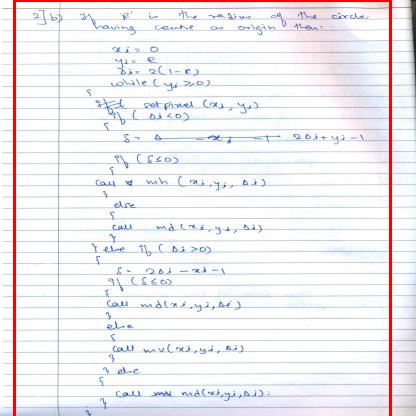 2]b) If 'R' is the radius of the circle
having centre as origin then:
xi = 0
yi = R
Δi = 2(1-R)
while (yi ≥ 0)
{
setpixel (xi, yi)
if (Δi < 0)
{
δ = 2Δi + yi - 1
if (δ ≤ 0)
{
call mh (xi, yi, Δi)
}
else
{
call md (xi, yi, Δi)
}
} else if (Δi > 0)
{
δ = 2Δi - xi - 1
if (δ ≤ 0)
{
call md (xi, yi, Δi)
}
else
{
call mv (xi, yi, Δi)
}
} else
{
call md (xi, yi, Δi);
}